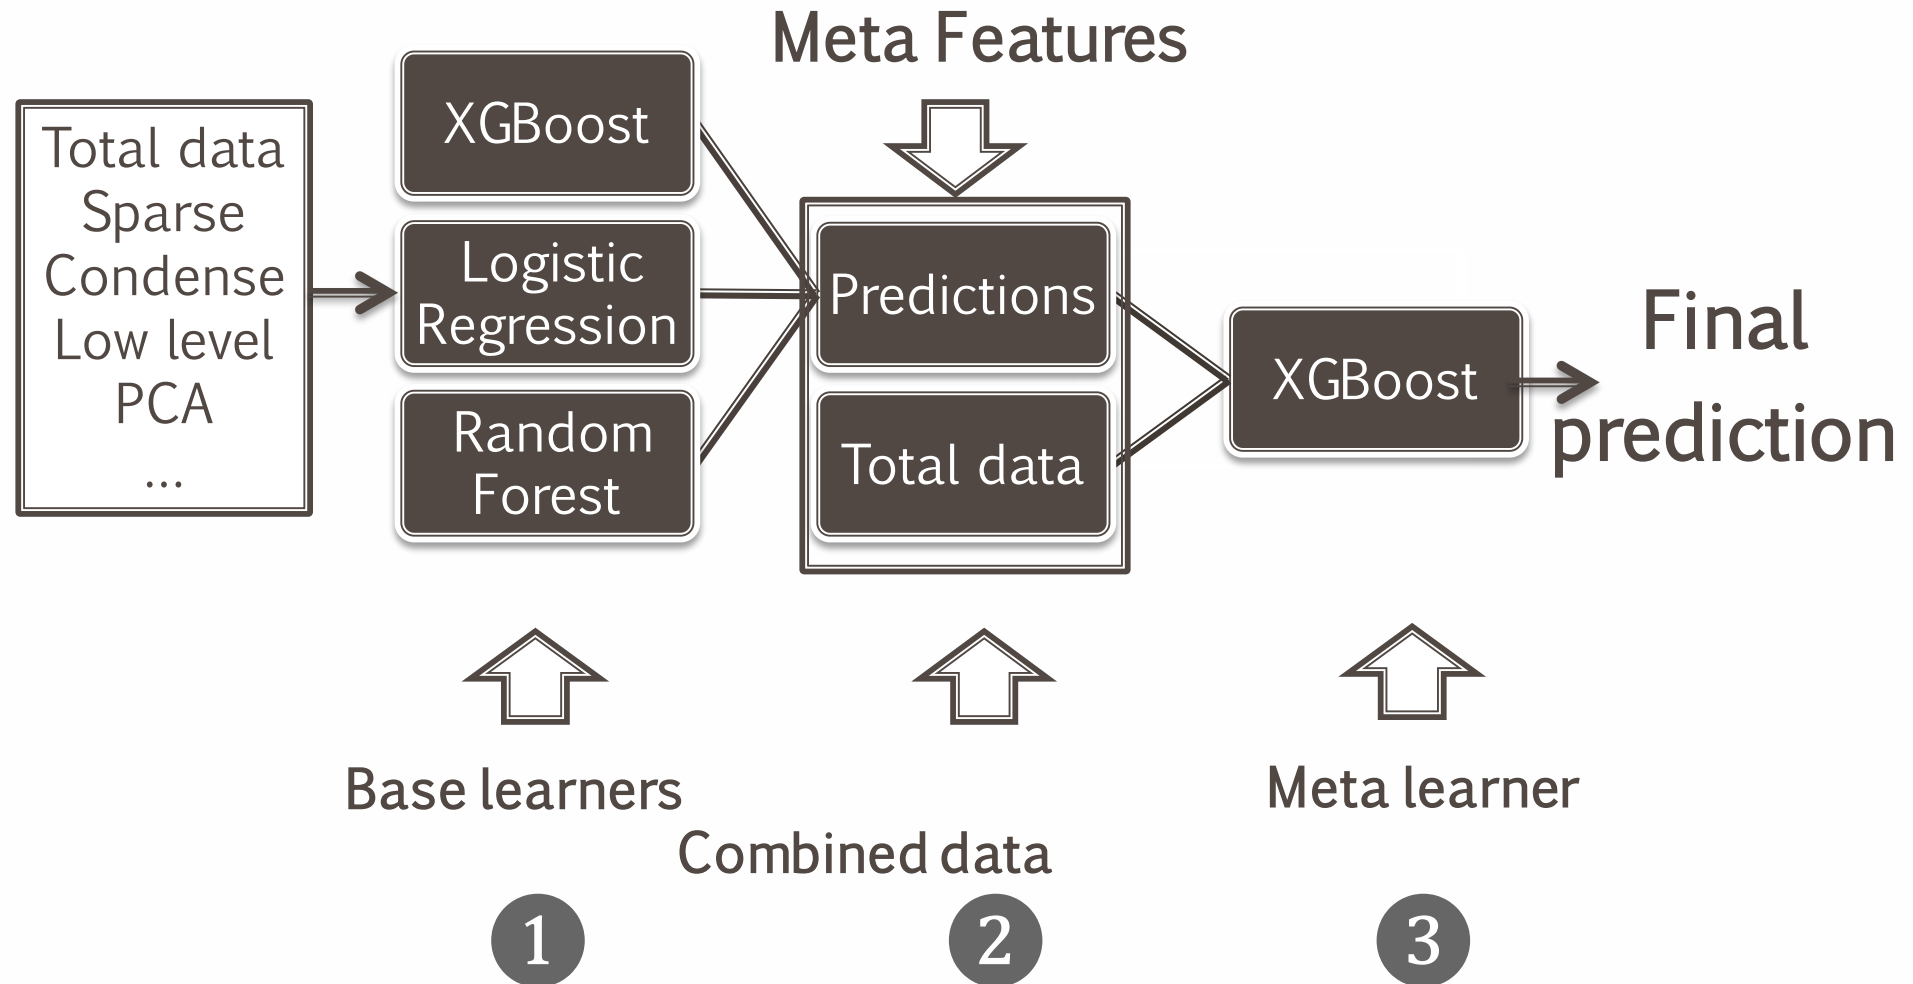 Meta Features
Total data
Sparse
Condense
Low level
PCA
...
XGBoost
Logistic
Regression
Random
Forest
Predictions
Total data
XGBoost
Final
prediction
Base learners
Combined data
Meta learner
1
2
3